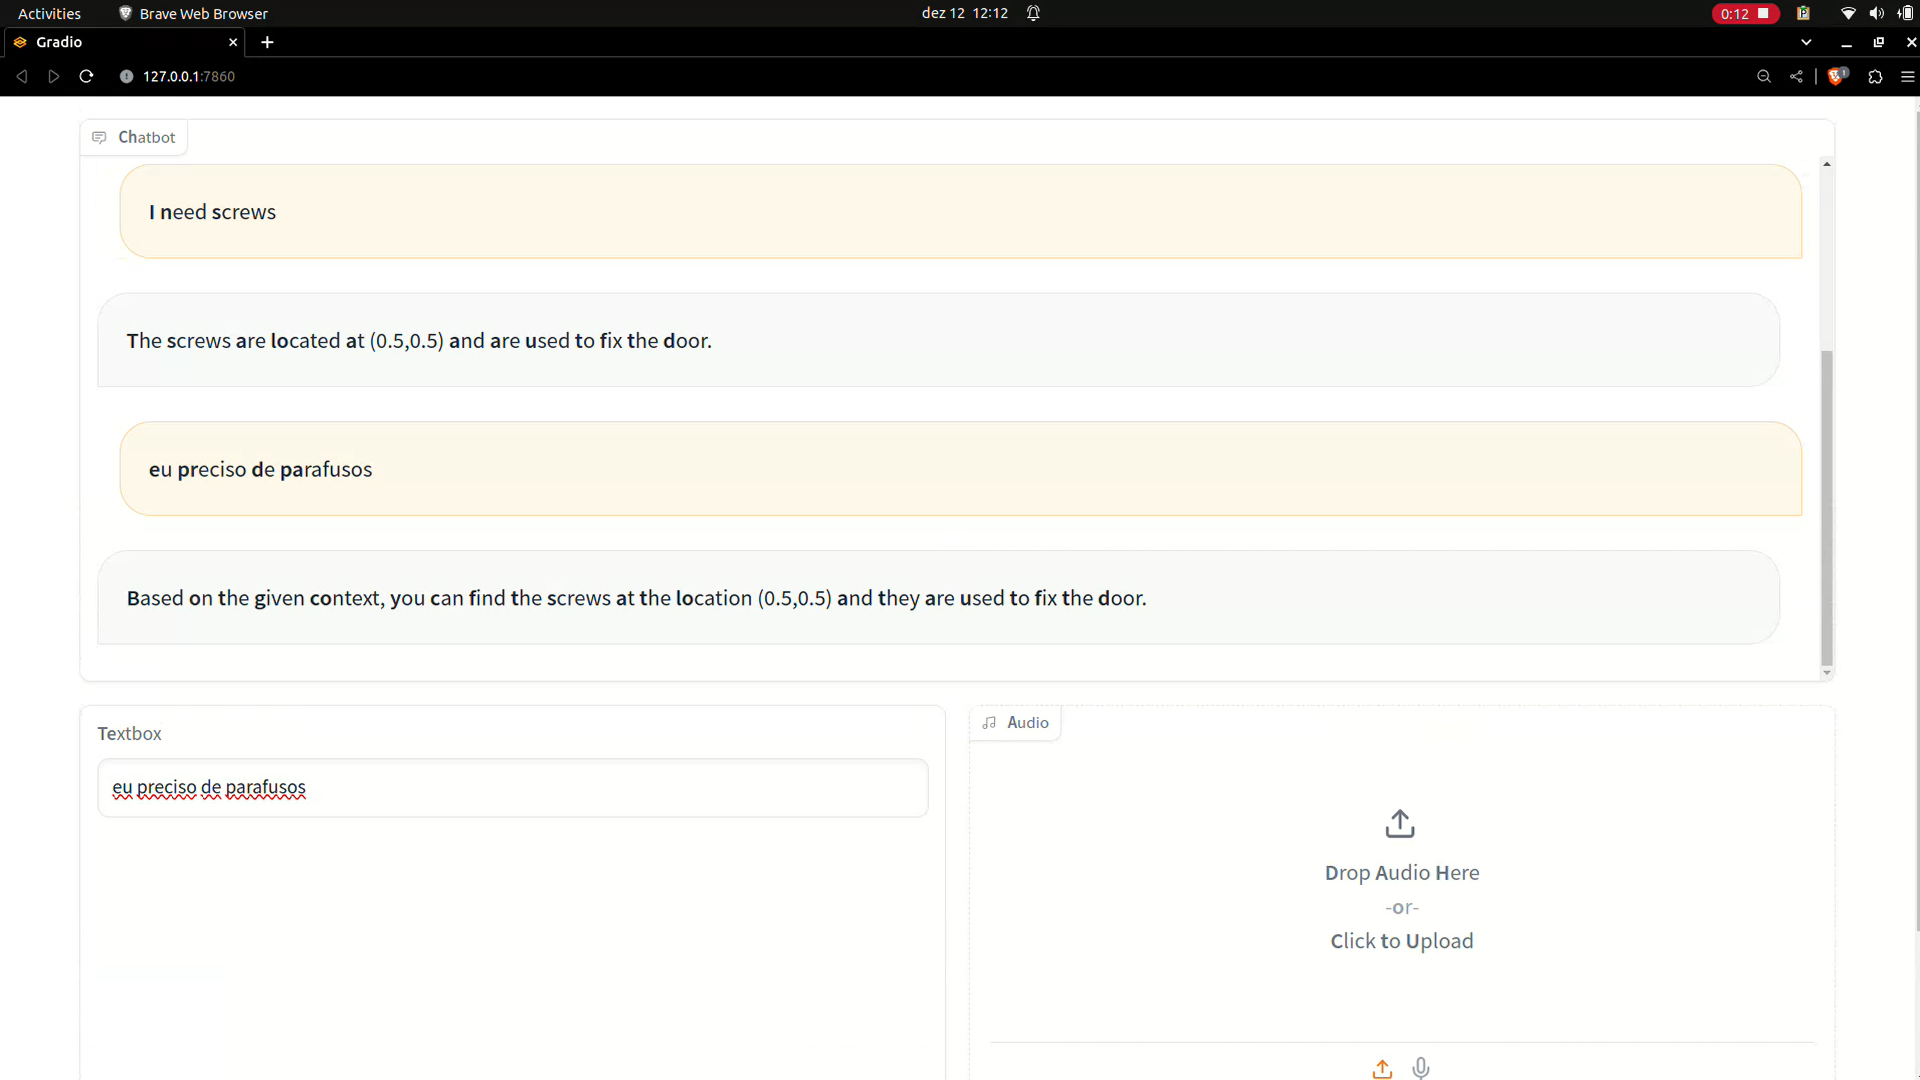 Activities Brave Web Browser dez 12 12:12 0:12
Gradio
127.0.0.1:7860
Chatbot
I need screws
The screws are located at (0.5,0.5) and are used to fix the door.
eu preciso de parafusos
Based on the given context, you can find the screws at the location (0.5,0.5) and they are used to fix the door.
Textbox
eu preciso de parafusos
Audio
Drop Audio Here
-or-
Click to Upload